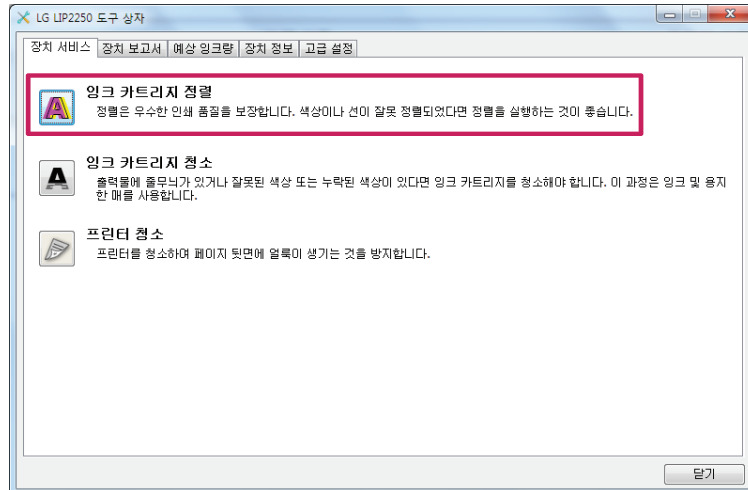 LG LIP2250 도구 상자
장치 서비스 장치 보고서 예상 잉크량 장치 정보 고급 설정
잉크 카트리지 정렬
정렬은 우수한 인쇄 품질을 보장합니다. 색상이나 선이 잘못 정렬되었다면 정렬을 실행하는 것이 좋습니다.
잉크 카트리지 청소
출력물에 줄무늬가 있거나 잘못된 색상 또는 누락된 색상이 있다면 잉크 카트리지를 청소해야 합니다. 이 과정은 잉크 및 용지
한 매를 사용합니다.
프린터 청소
프린터를 청소하여 페이지 뒷면에 얼룩이 생기는 것을 방지합니다.
닫기